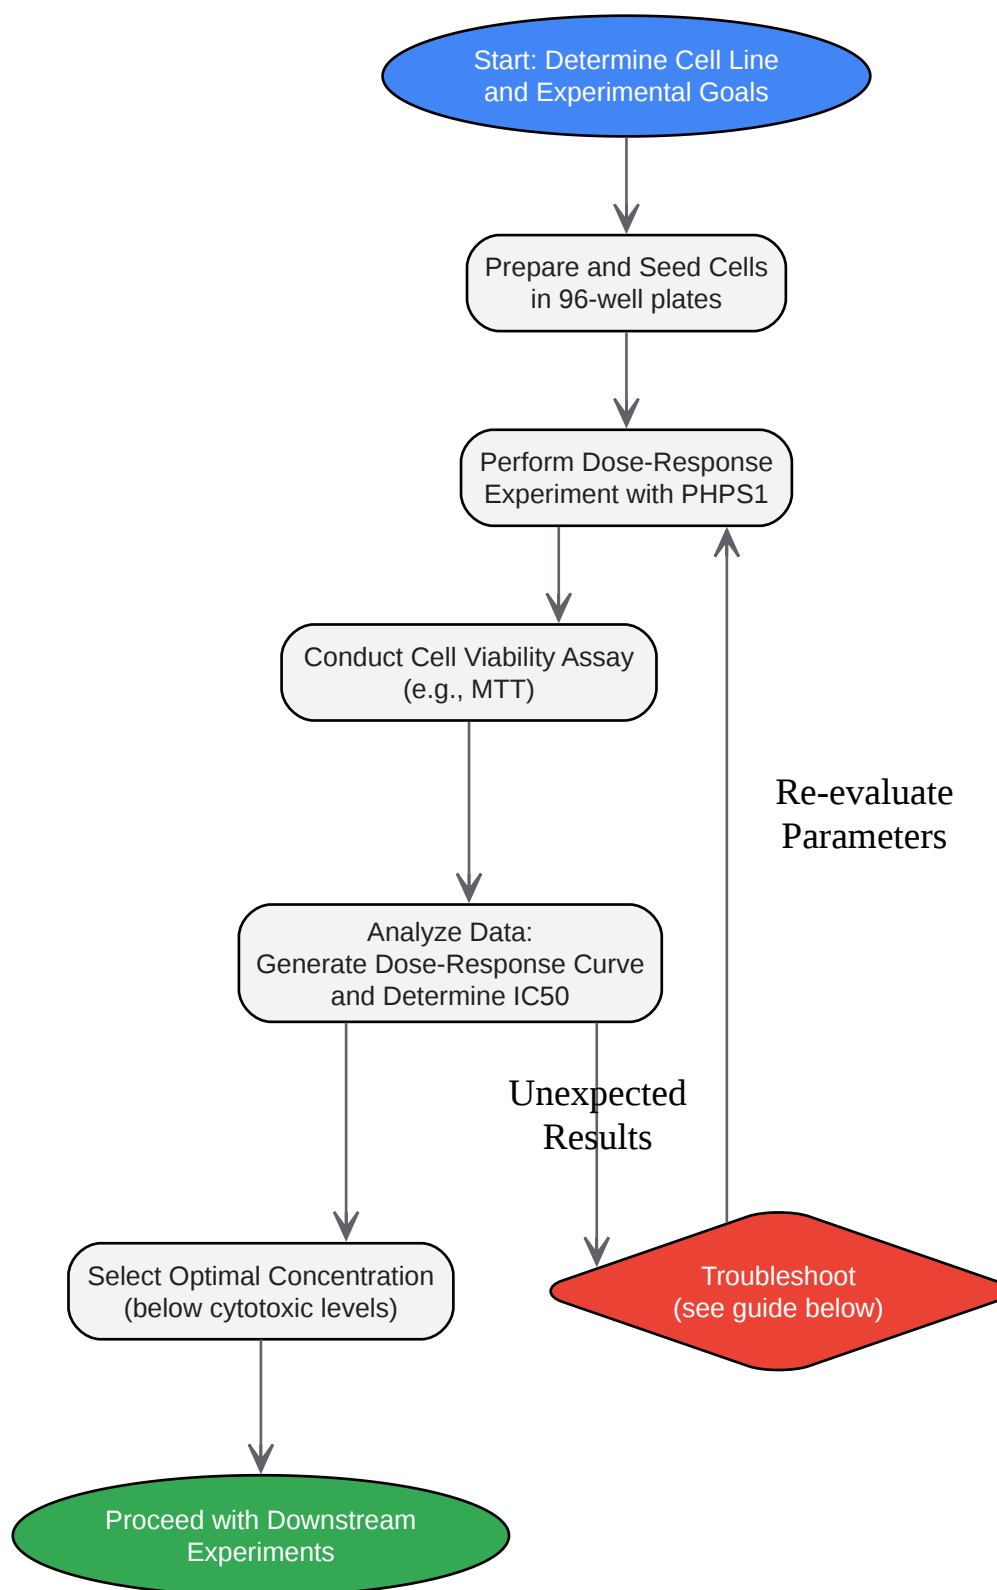 Start: Determine Cell Line
and Experimental Goals
Prepare and Seed Cells
in 96-well plates
Perform Dose-Response
Experiment with PHPS1
Conduct Cell Viability Assay
(e.g., MTT)
Re-evaluate
Parameters
Analyze Data:
Generate Dose-Response Curve
and Determine IC50
Unexpected
Results
Select Optimal Concentration
(below cytotoxic levels)
Troubleshoot
(see guide below)
Proceed with Downstream
Experiments